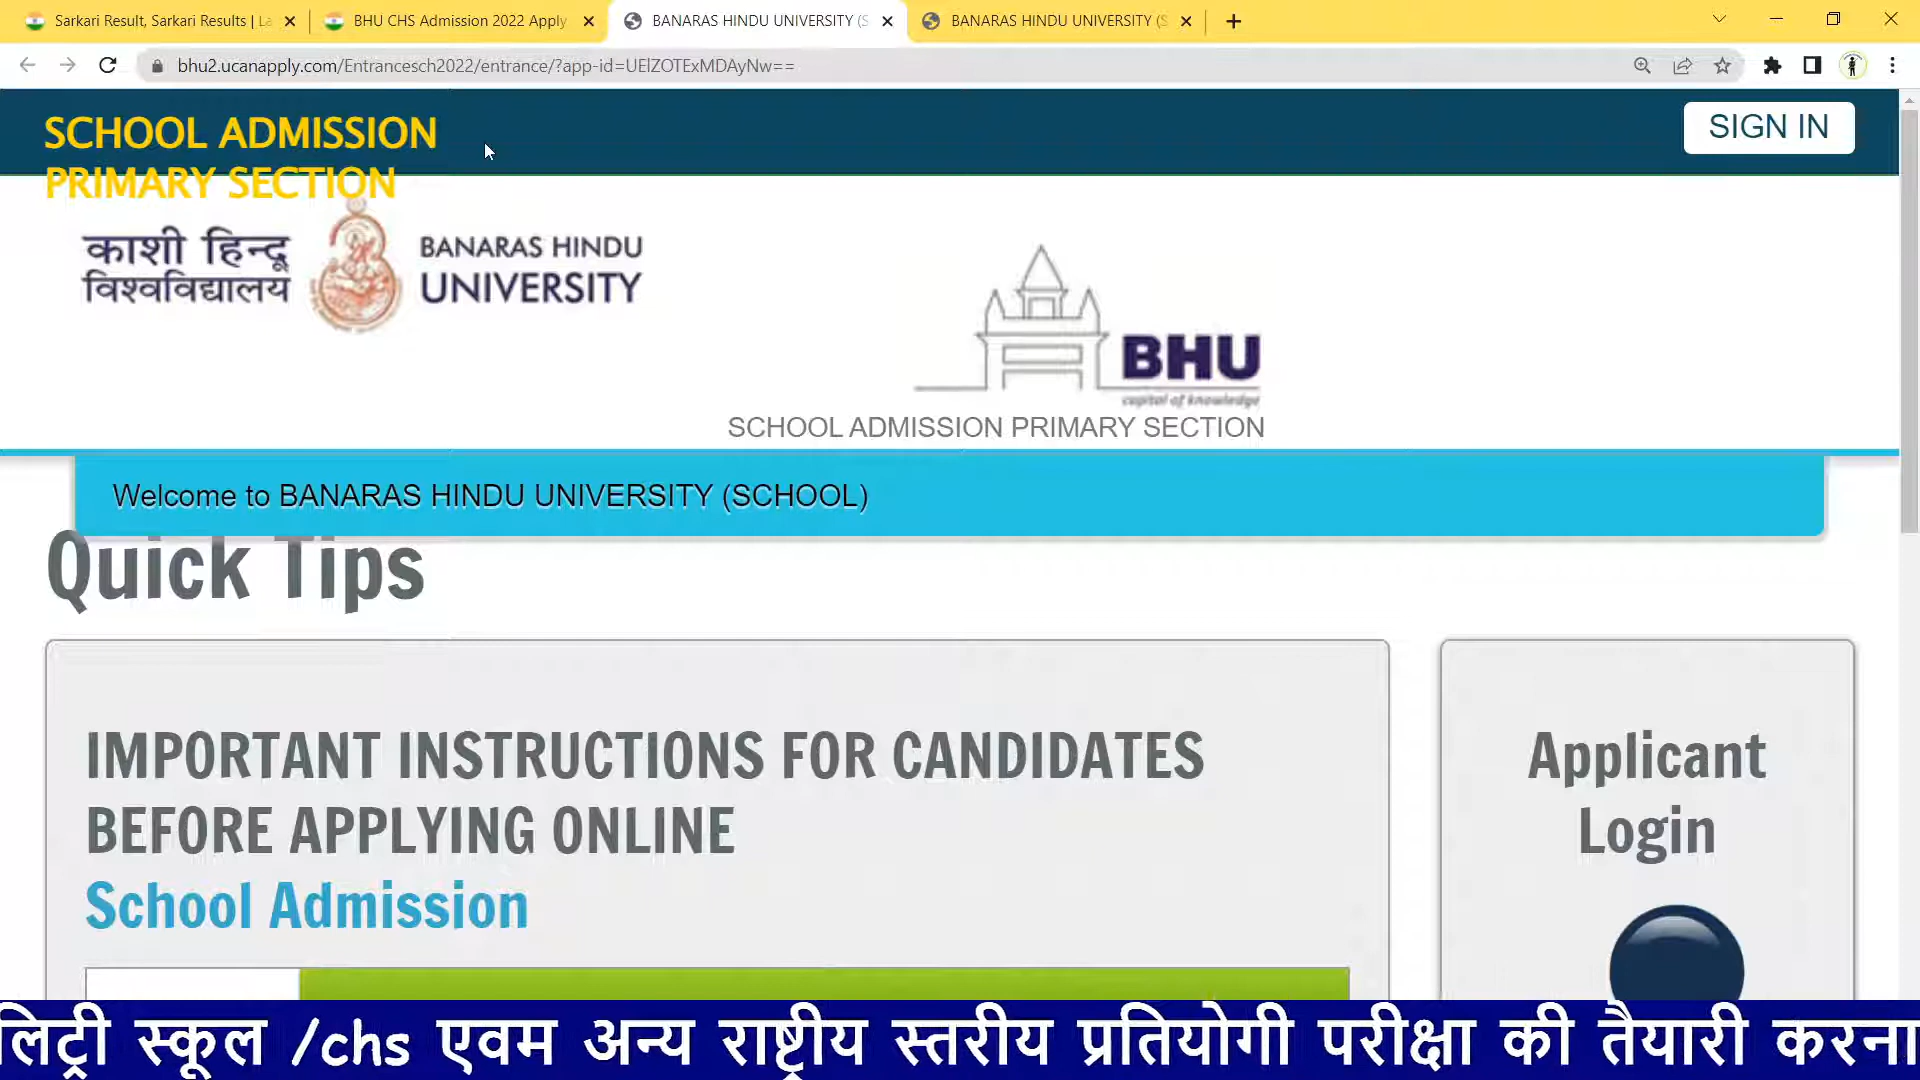 Sarkari Result, Sarkari Results | La
BHU CHS Admission 2022 Apply
BANARAS HINDU UNIVERSITY (S
BANARAS HINDU UNIVERSITY (S
bhu2.ucanapply.com/Entrancesch2022/entrance/?app-id=UElZOTExMDAyNw==
SCHOOL ADMISSION
PRIMARY SECTION
SIGN IN
काशी हिन्दू
विश्वविद्यालय
BANARAS HINDU
UNIVERSITY
BHU
capital of knowledge
SCHOOL ADMISSION PRIMARY SECTION
Welcome to BANARAS HINDU UNIVERSITY (SCHOOL)
Quick Tips
IMPORTANT INSTRUCTIONS FOR CANDIDATES
BEFORE APPLYING ONLINE
School Admission
Applicant
Login
लिट्री स्कूल /chs एवम अन्य राष्ट्रीय स्तरीय प्रतियोगी परीक्षा की तैयारी करना